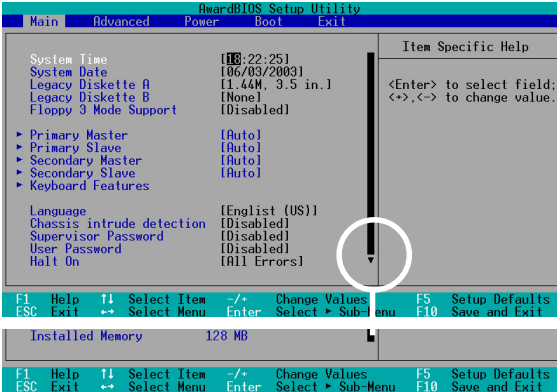 AwardBIOS Setup Utility
Main Advanced Power Boot Exit
Item Specific Help
System Time [18:22:25]
System Date [06/03/2003]
Legacy Diskette A [1.44M, 3.5 in.]
Legacy Diskette B [None]
Floppy 3 Mode Support [Disabled]
<Enter> to select field;
<+>,<-> to change value.
▸ Primary Master [Auto]
▸ Primary Slave [Auto]
▸ Secondary Master [Auto]
▸ Secondary Slave [Auto]
▸ Keyboard Features
Language [Englist (US)]
Chassis intrude detection [Disabled]
Supervisor Password [Disabled]
User Password [Disabled]
Halt On [All Errors]
F1 Help ↑↓ Select Item -/+ Change Values F5 Setup Defaults
ESC Exit ←→ Select Menu Enter Select ▸ Sub-Menu F10 Save and Exit
Installed Memory 128 MB
F1 Help ↑↓ Select Item -/+ Change Values F5 Setup Defaults
ESC Exit ←→ Select Menu Enter Select ▸ Sub-Menu F10 Save and Exit